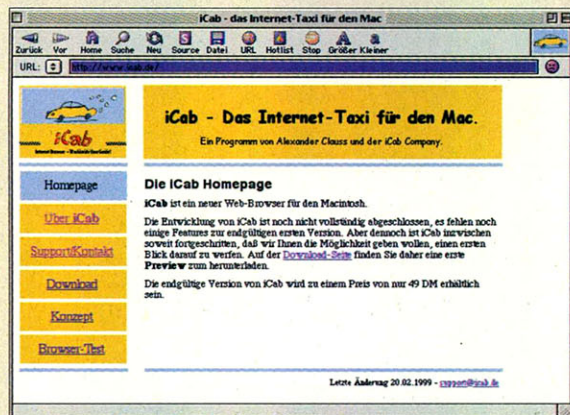 iCab - das Internet-Taxi für den Mac
Zurück Vor Home Suche Neu Source Datei URL Hotlist Stop Größer Kleiner
URL: http://www.icab.de/
iCab
iCab - Das Internet-Taxi für den Mac.
Ein Programm von Alexander Clauss und der iCab Company.
Homepage
Über iCab
Support/Kontakt
Download
Konzept
Browser-Test
Die iCab Homepage
iCab ist ein neuer Web-Browser für den Macintosh.
Die Entwicklung von iCab ist noch nicht vollständig abgeschlossen, es fehlen noch
einige Features zur endgültigen ersten Version. Aber dennoch ist iCab inzwischen
soweit fortgeschritten, daß wir Ihnen die Möglichkeit geben wollen, einen ersten
Blick darauf zu werfen. Auf der Download-Seite finden Sie daher eine erste
Preview zum herunterladen.
Die endgültige Version von iCab wird zu einem Preis von nur 49 DM erhältlich
sein.
Letzte Änderung 20.02.1999 - support@icab.de